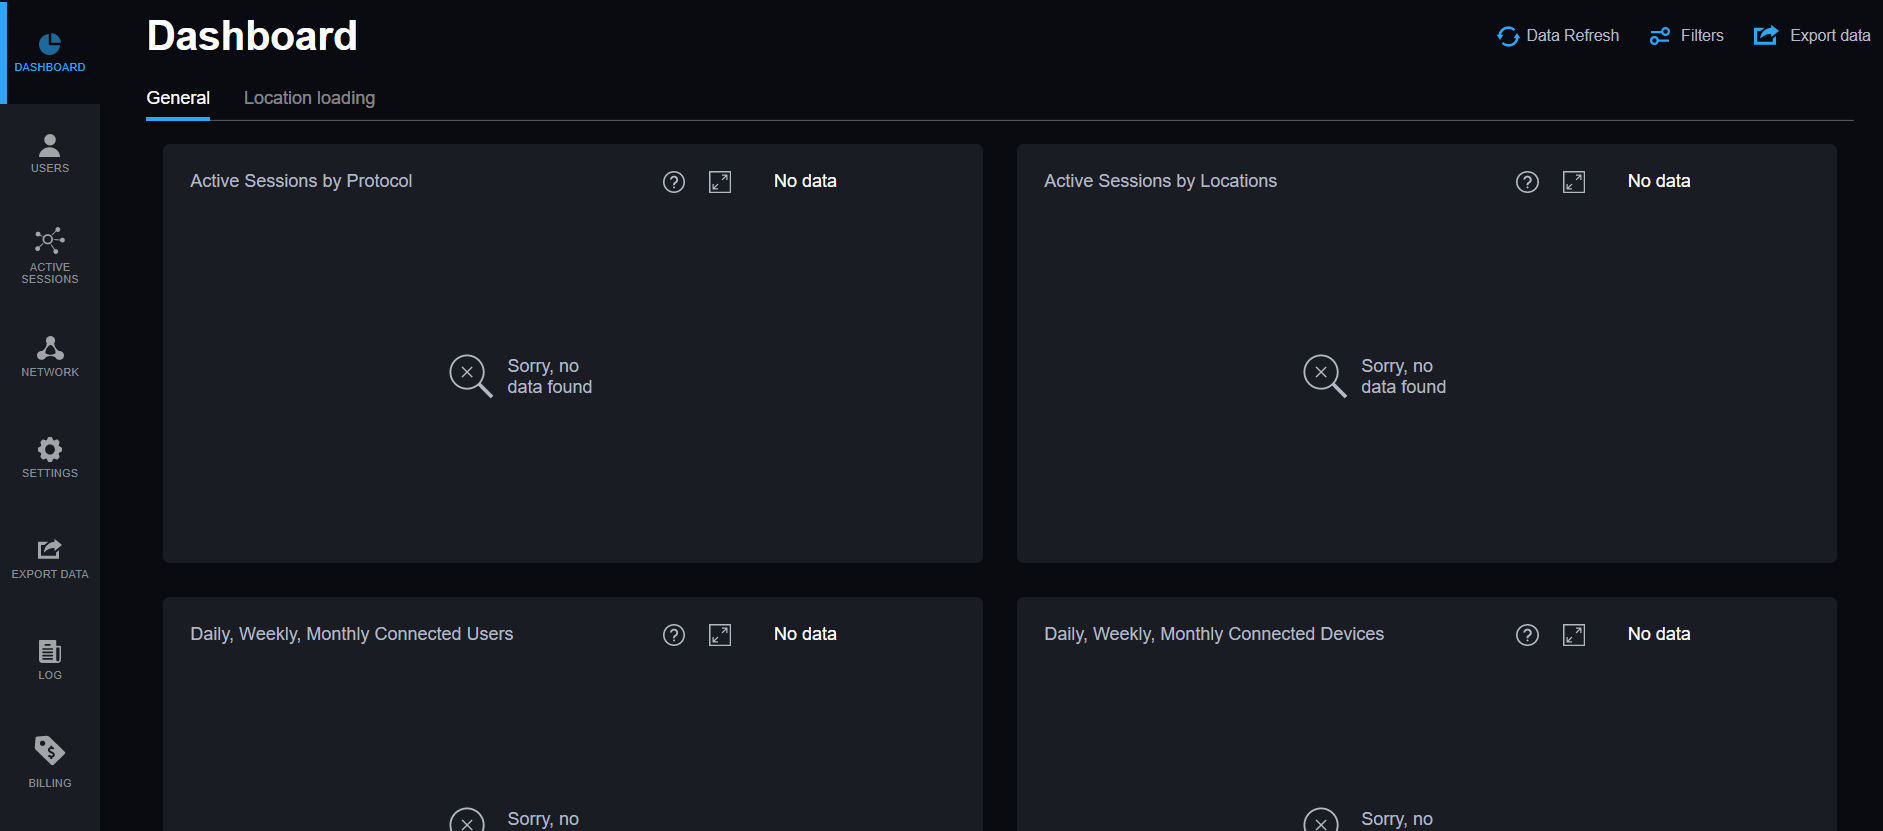 Dashboard
Data Refresh
Filters
Export data
DASHBOARD
USERS
ACTIVE
SESSIONS
NETWORK
SETTINGS
EXPORT DATA
LOG
BILLING
General
Location loading
Active Sessions by Protocol
No data
Sorry, no
data found
Active Sessions by Locations
No data
Sorry, no
data found
Daily, Weekly, Monthly Connected Users
No data
Sorry, no
Daily, Weekly, Monthly Connected Devices
No data
Sorry, no